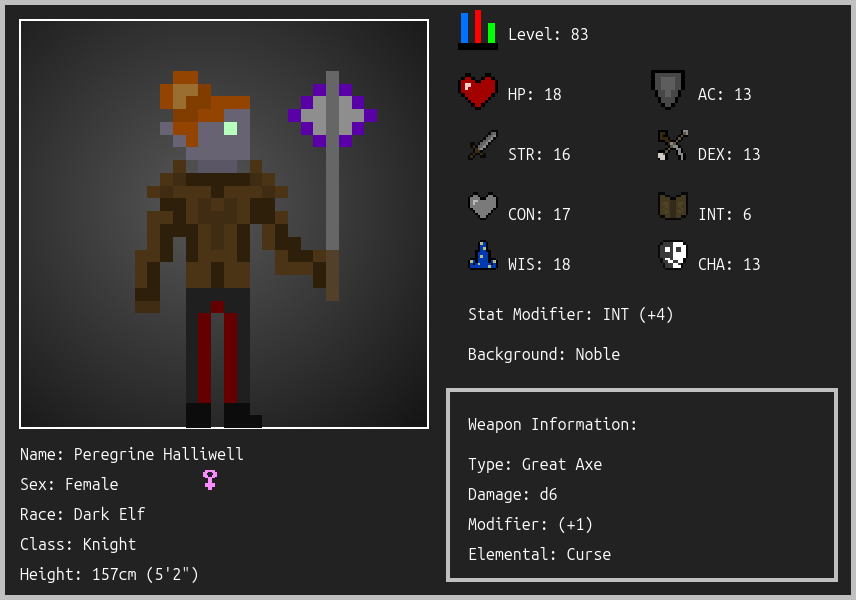 Level: 83
HP: 18
AC: 13
STR: 16
DEX: 13
CON: 17
INT: 6
WIS: 18
CHA: 13
Stat Modifier: INT (+4)
Background: Noble
Weapon Information:
Type: Great Axe
Damage: d6
Modifier: (+1)
Elemental: Curse
Name: Peregrine Halliwell
Sex: Female
Race: Dark Elf
Class: Knight
Height: 157cm (5'2")